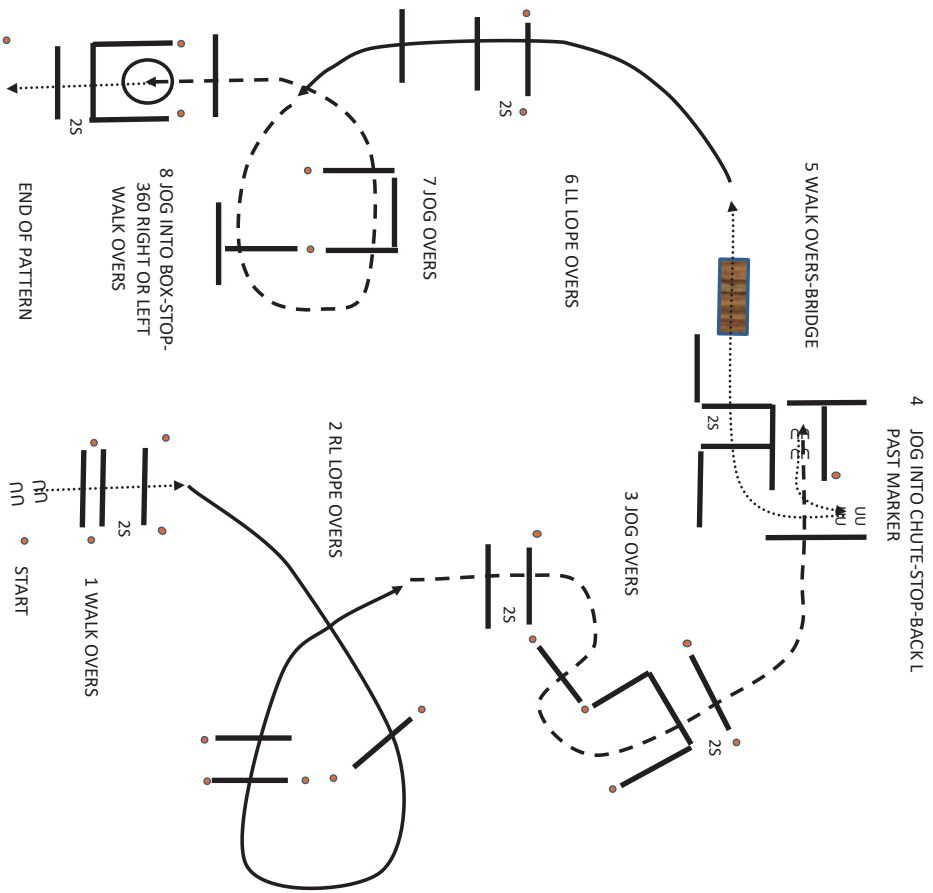 START
1 WALK OVERS
2S
2 RL LOPE OVERS
3 JOG OVERS
2S
2S
4 JOG INTO CHUTE-STOP-BACK L
PAST MARKER
5 WALK OVERS-BRIDGE
2S
6 LL LOPE OVERS
2S
7 JOG OVERS
8 JOG INTO BOX-STOP-
360 RIGHT OR LEFT
WALK OVERS
2S
END OF PATTERN